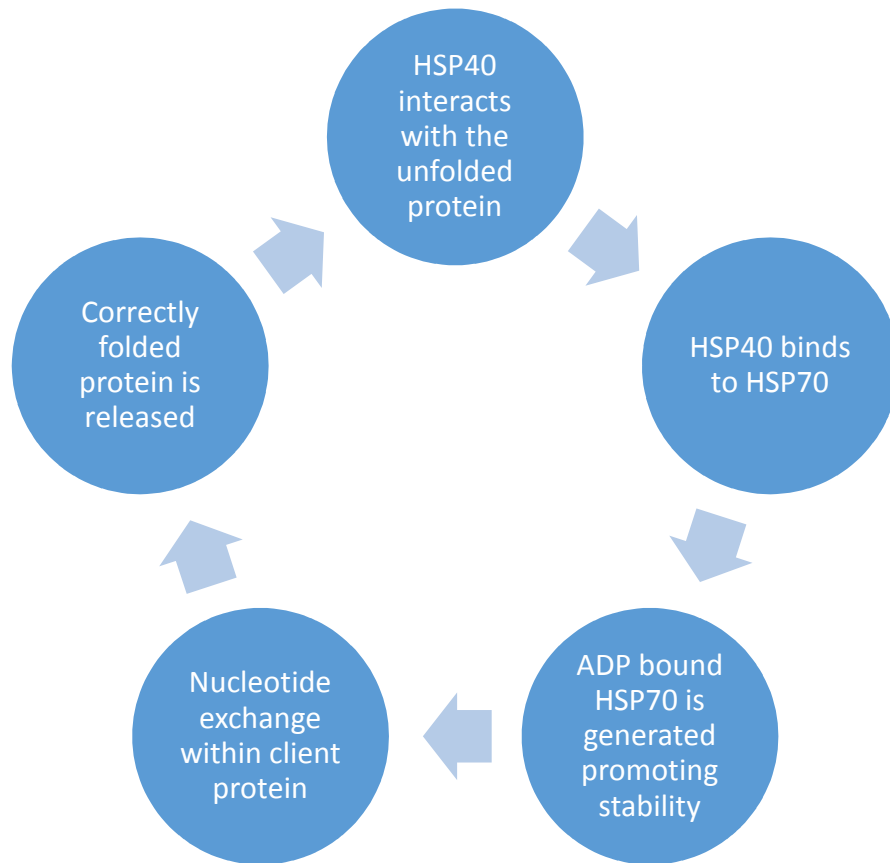 HSP40
interacts
with the
unfolded
protein
HSP40 binds
to HSP70
ADP bound
HSP70 is
generated
promoting
stability
Nucleotide
exchange
within client
protein
Correctly
folded
protein is
released